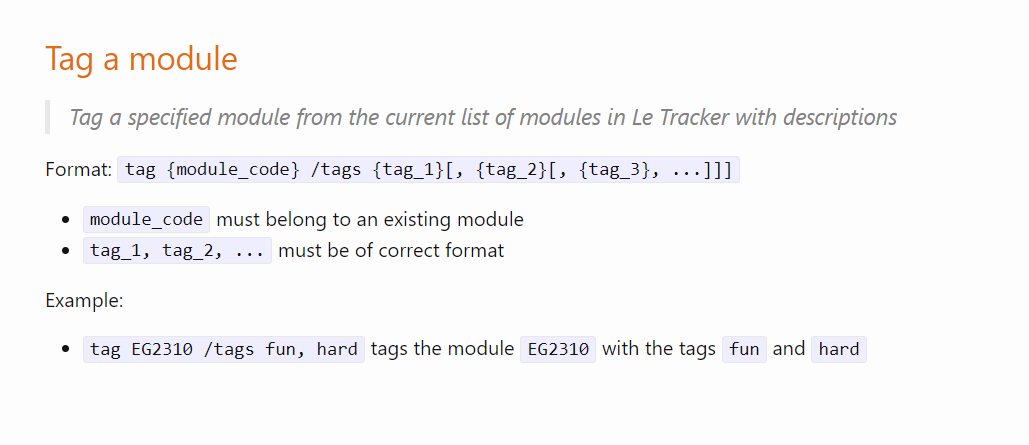 Tag a module
Tag a specified module from the current list of modules in Le Tracker with descriptions
Format: tag {module_code} /tags {tag_1}[, {tag_2}[, {tag_3}, ...]]]
• module_code must belong to an existing module
• tag_1, tag_2, ... must be of correct format
Example:
• tag EG2310 /tags fun, hard tags the module EG2310 with the tags fun and hard